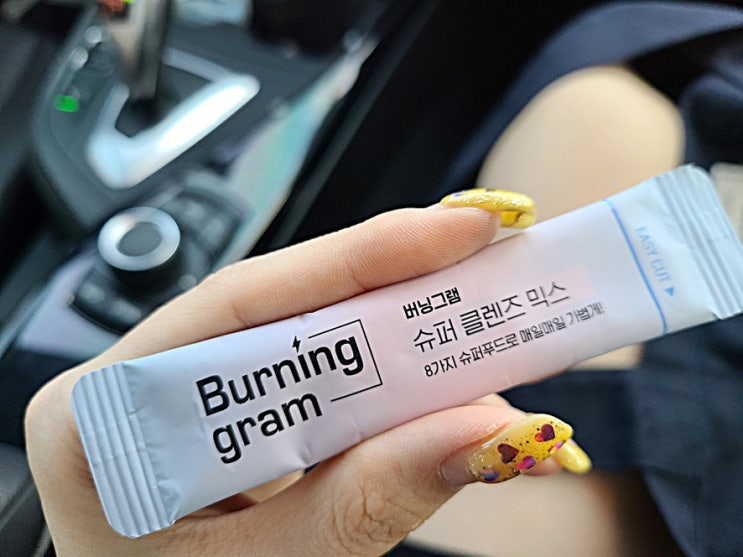 Burning
gram
버닝그램
슈퍼 클렌즈 믹스
8가지 슈퍼푸드로 매일매일 가볍게!
EASY CUT ▶